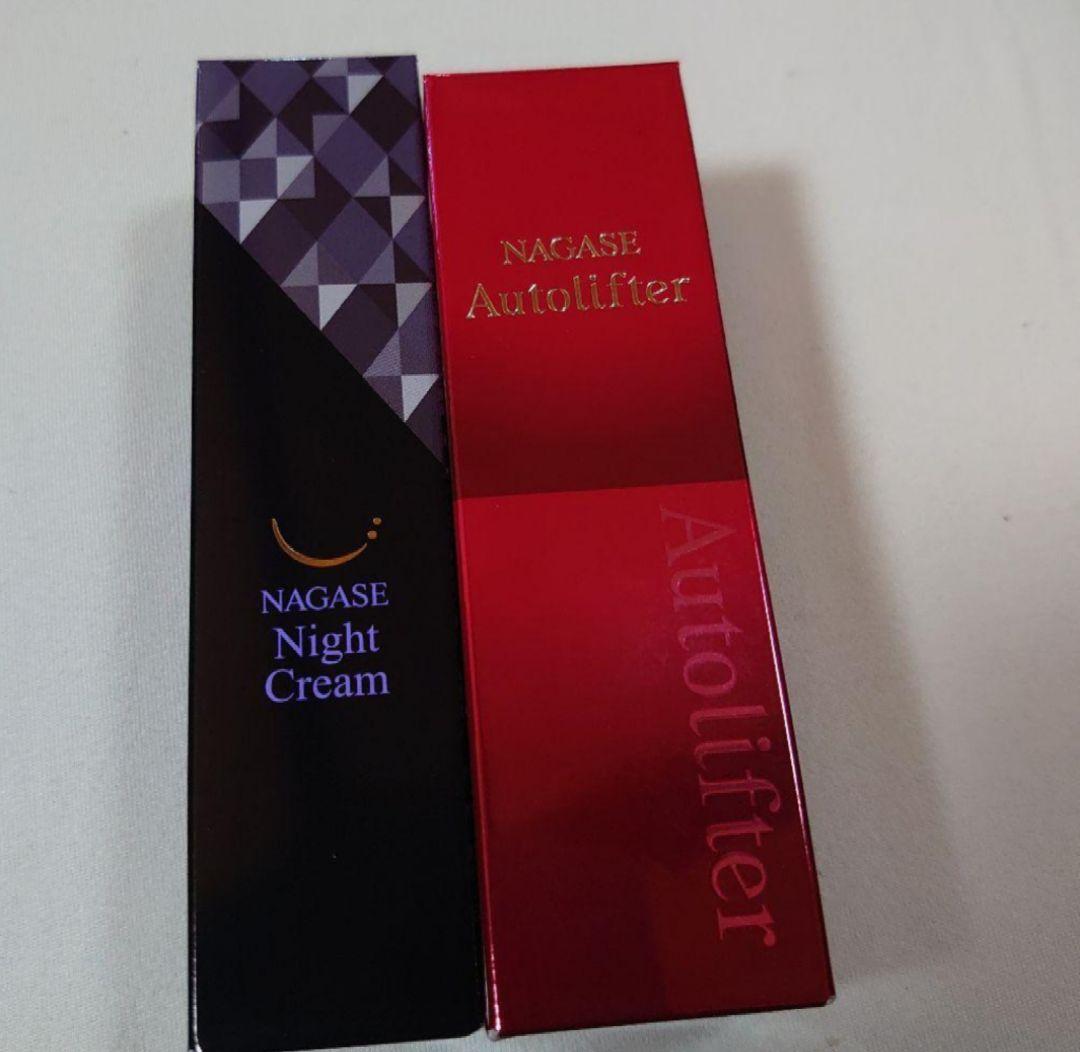 NAGASE
Night
Cream
NAGASE
Autolifter
Autolifter